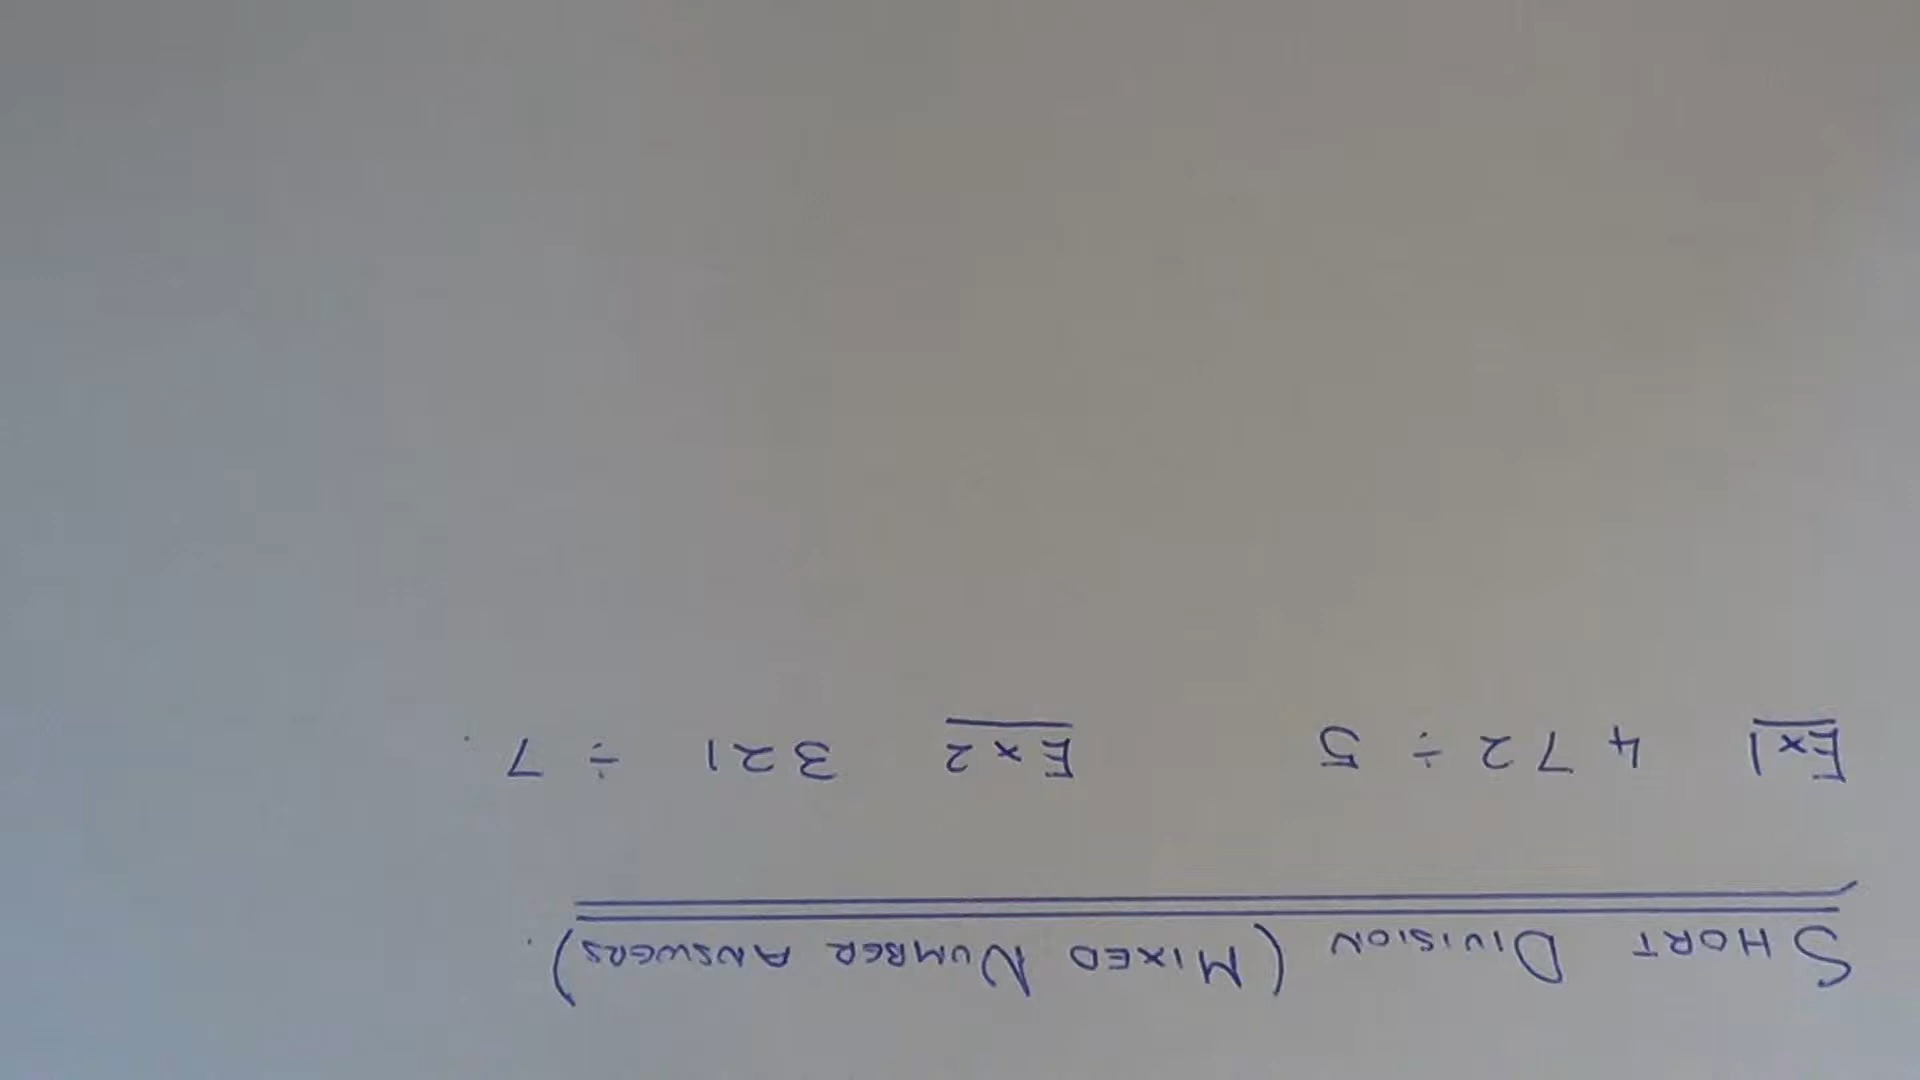 SHORT DIVISION (MIXED NUMBER ANSWERS).
Ex1 472 ÷ 5 Ex2 321 ÷ 7.